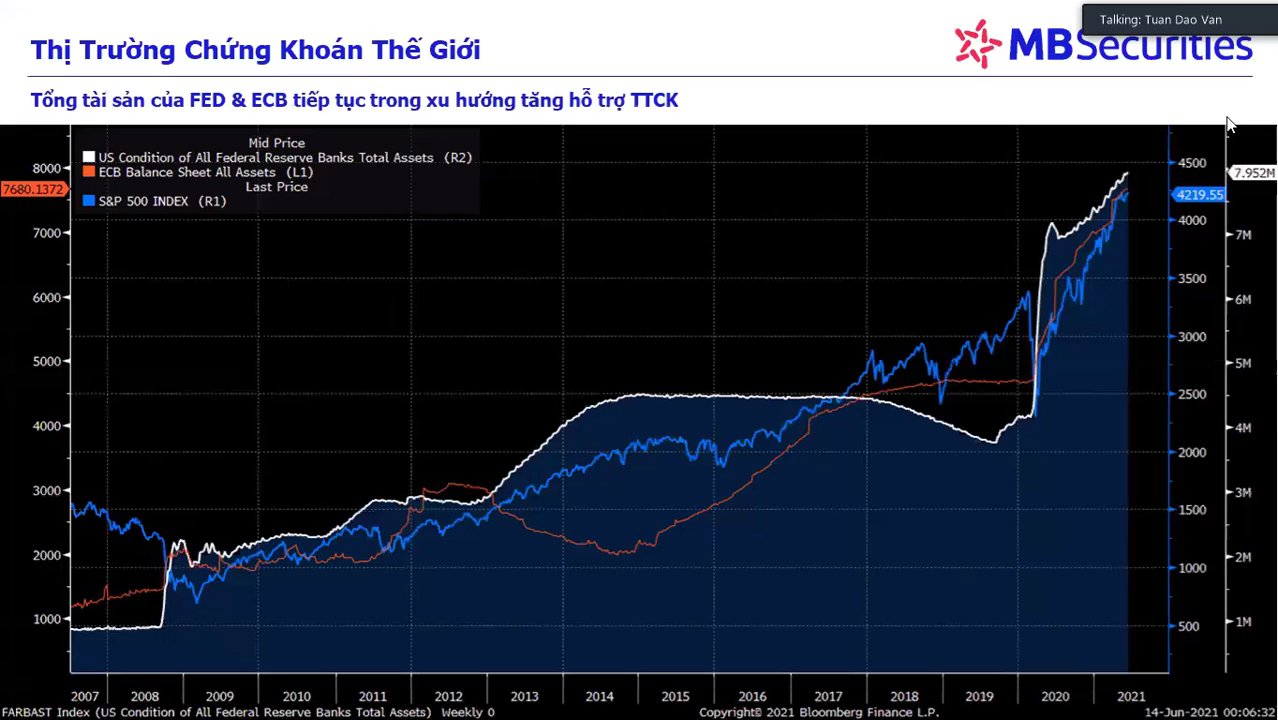 Talking: Tuan Dao Van
Thị Trường Chứng Khoán Thế Giới
MBSecurities
Tổng tài sản của FED & ECB tiếp tục trong xu hướng tăng hỗ trợ TTCK
Mid Price
US Condition of All Federal Reserve Banks Total Assets (R2)
ECB Balance Sheet All Assets (L1)
Last Price
S&P 500 INDEX (R1)
8000
7680.1372
7000
6000
5000
4000
3000
2000
1000
4500
4219.55
4000
3500
3000
2500
2000
1500
1000
500
7.952M
7M
6M
5M
4M
3M
2M
1M
2007 2008 2009 2010 2011 2012 2013 2014 2015 2016 2017 2018 2019 2020 2021
FARBAST Index (US Condition of All Federal Reserve Banks Total Assets) Weekly 0 Copyright© 2021 Bloomberg Finance L.P. 14-Jun-2021 00:06:32